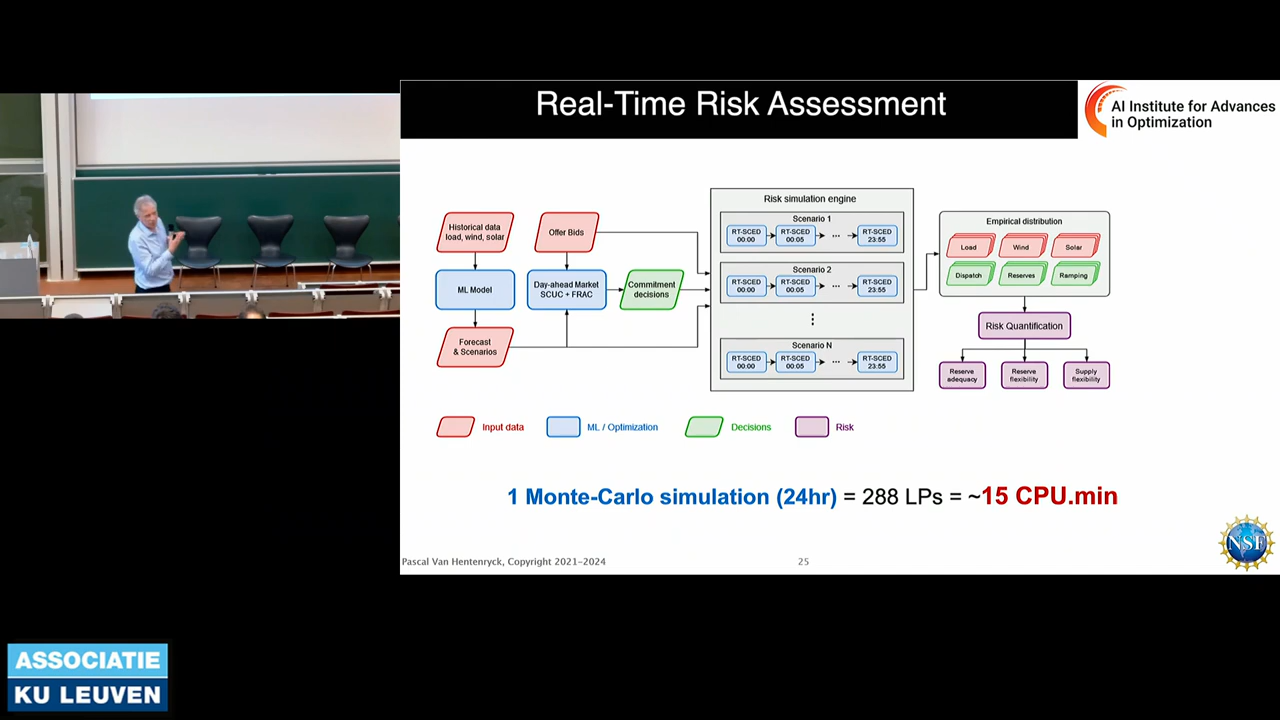 Real-Time Risk Assessment
AI Institute for Advances
in Optimization
Historical data
load, wind, solar
Offer Bids
ML Model
Day-ahead Market
SCUC + FRAC
Commitment
decisions
Forecast
& Scenarios
Risk simulation engine
Scenario 1
RT-SCED
00:00
RT-SCED
00:05
...
RT-SCED
23:55
Scenario 2
RT-SCED
00:00
RT-SCED
00:05
...
RT-SCED
23:55
⋮
Scenario N
RT-SCED
00:00
RT-SCED
00:05
...
RT-SCED
23:55
Empirical distribution
Load
Wind
Solar
Dispatch
Reserves
Ramping
Risk Quantification
Reserve
adequacy
Reserve
flexibility
Supply
flexibility
Input data
ML / Optimization
Decisions
Risk
1 Monte-Carlo simulation (24hr) = 288 LPs = ~15 CPU.min
Pascal Van Hentenryck, Copyright 2021-2024
25
NSF
ASSOCIATIE
KU LEUVEN